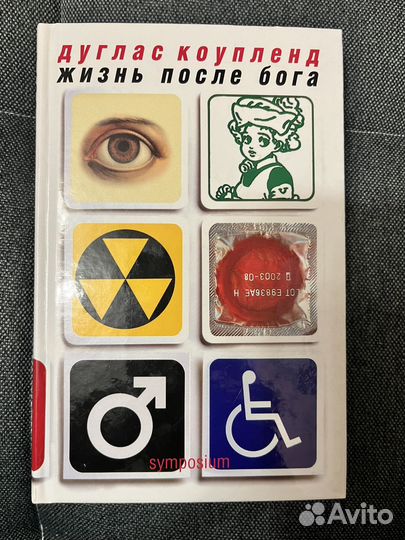 дуглас коупленд
жизнь после бога
LOT E9836AE H
2003-08
symposium
Avito